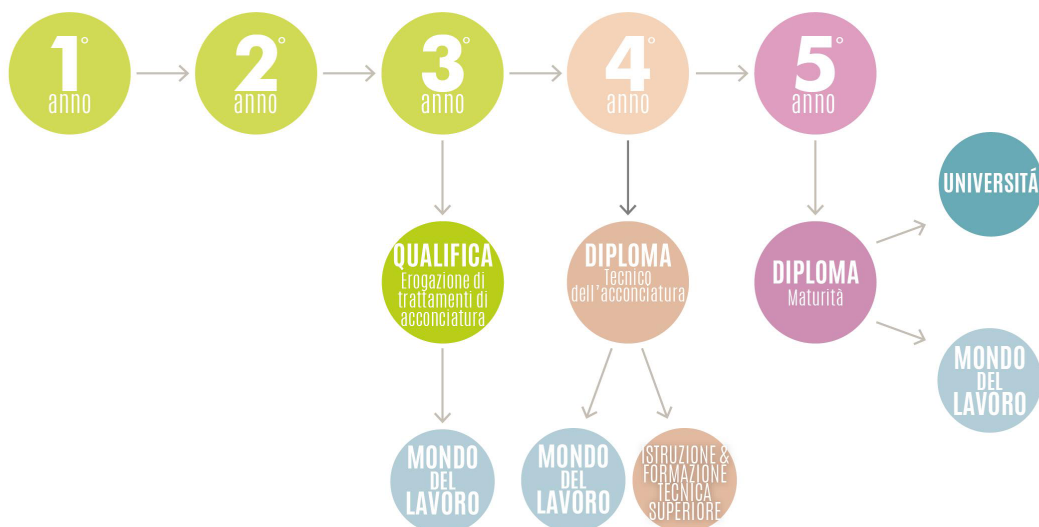 1°
anno
2°
anno
3°
anno
4°
anno
5°
anno
UNIVERSITÁ
QUALIFICA
Erogazione di
trattamenti di
acconciatura
DIPLOMA
Tecnico
dell'acconciatura
DIPLOMA
Maturità
MONDO
DEL
LAVORO
MONDO
DEL
LAVORO
MONDO
DEL
LAVORO
ISTRUZIONE &
FORMAZIONE
TECNICA
SUPERIORE